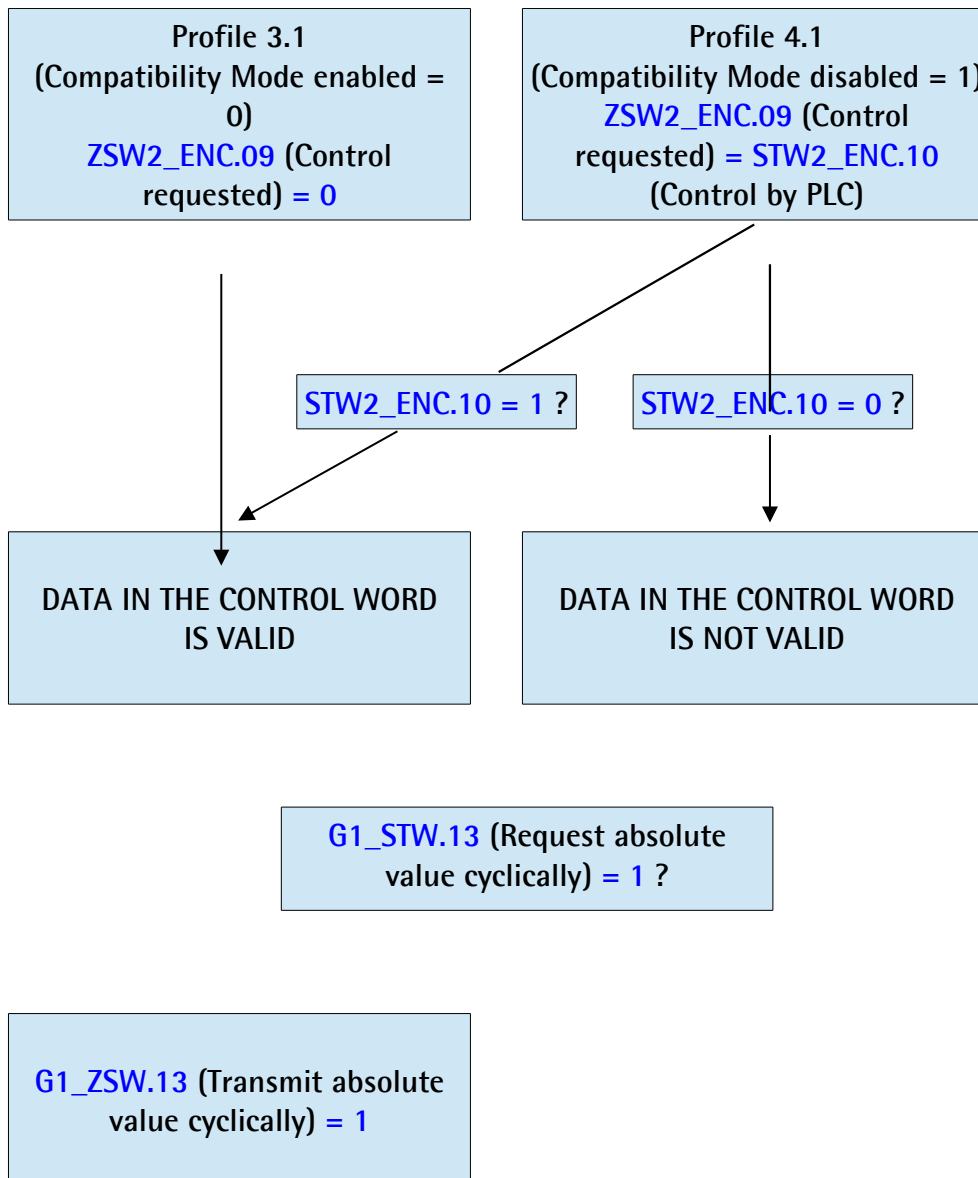 Profile 3.1
(Compatibility Mode enabled =
0)
ZSW2_ENC.09 (Control
requested) = 0
Profile 4.1
(Compatibility Mode disabled = 1)
ZSW2_ENC.09 (Control
requested) = STW2_ENC.10
(Control by PLC)
STW2_ENC.10 = 1 ?
STW2_ENC.10 = 0 ?
DATA IN THE CONTROL WORD
IS VALID
DATA IN THE CONTROL WORD
IS NOT VALID
G1_STW.13 (Request absolute
value cyclically) = 1 ?
G1_ZSW.13 (Transmit absolute
value cyclically) = 1